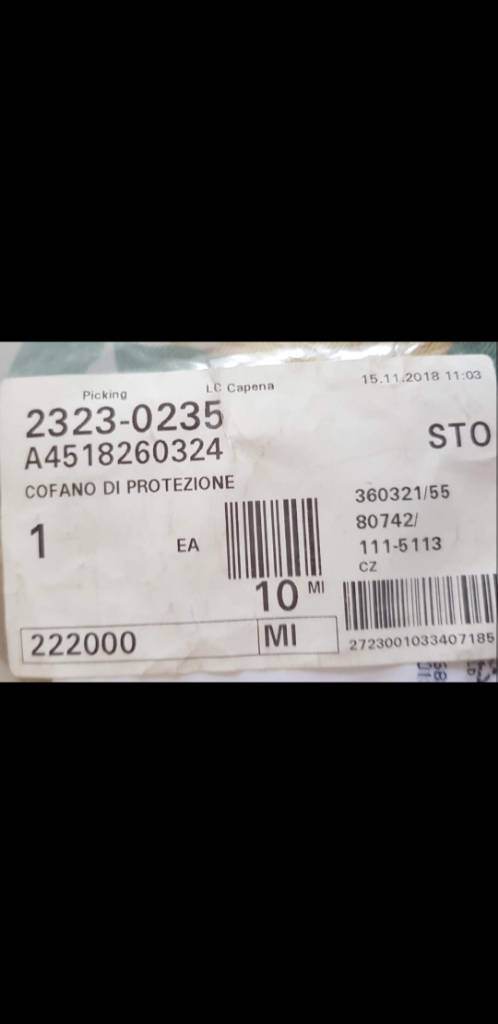 Picking LC Capena 15.11.2018 11:03
2323-0235
A4518260324 STO
COFANO DI PROTEZIONE
360321/55
1 EA 80742/
111-5113
CZ
10 MI
222000 MI
2723001033407185